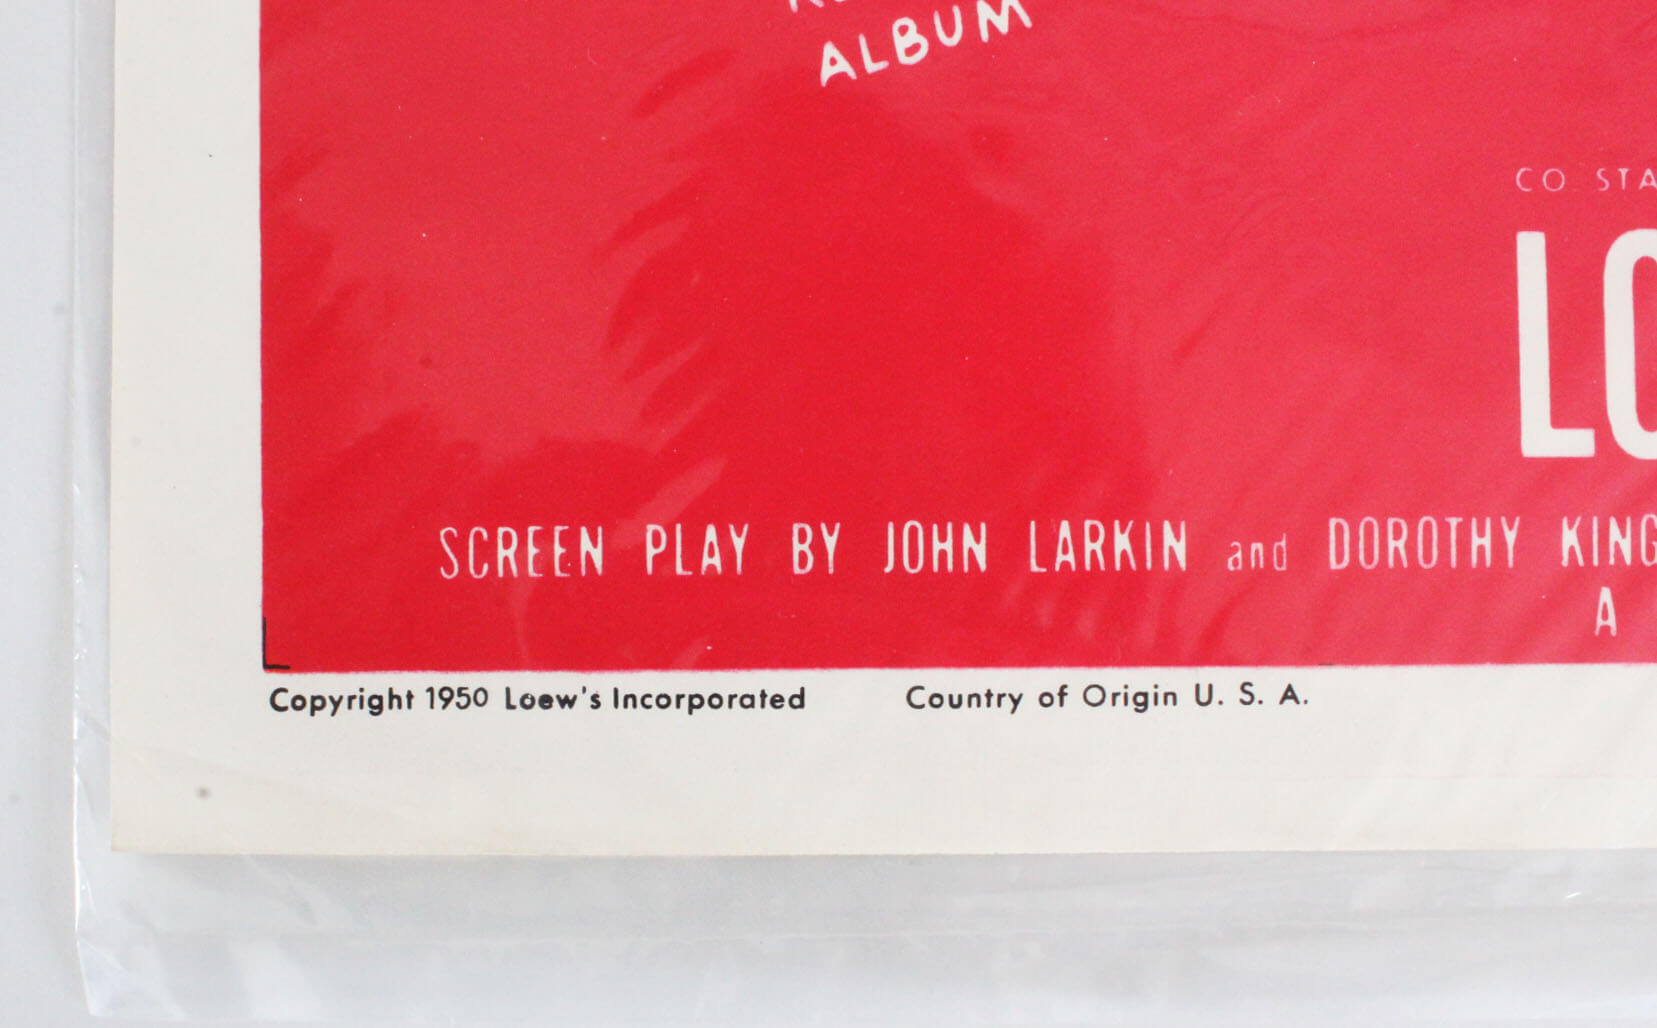 ALBUM
CO STA
LO
SCREEN PLAY BY JOHN LARKIN and DOROTHY KING
A
Copyright 1950 Loew's Incorporated Country of Origin U. S. A.